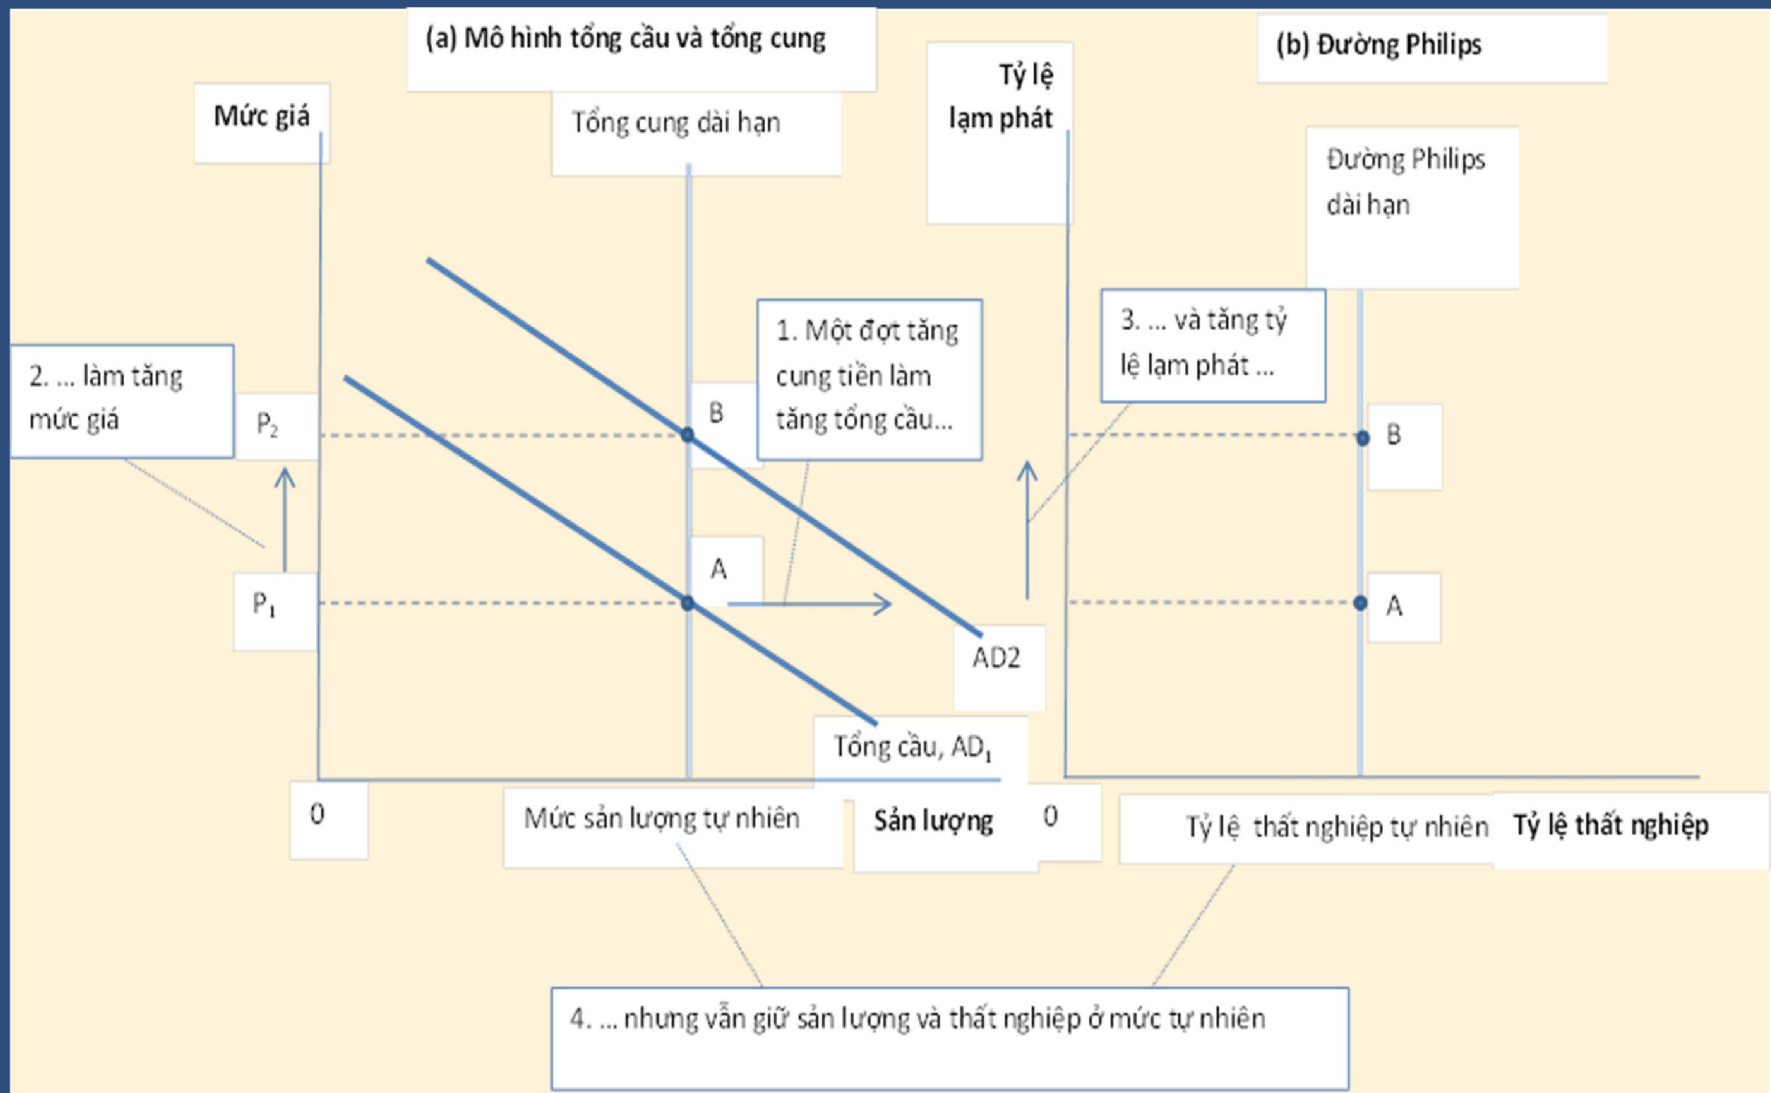 (a) Mô hình tổng cầu và tổng cung
Mức giá
Tổng cung dài hạn
2. ... làm tăng
mức giá
P₂
P₁
B
A
1. Một đợt tăng
cung tiền làm
tăng tổng cầu...
AD2
Tổng cầu, AD₁
0
Mức sản lượng tự nhiên
Sản lượng
(b) Đường Philips
Tỷ lệ
lạm phát
Đường Philips
dài hạn
3. ... và tăng tỷ
lệ lạm phát ...
B
A
0
Tỷ lệ thất nghiệp tự nhiên
Tỷ lệ thất nghiệp
4. ... nhưng vẫn giữ sản lượng và thất nghiệp ở mức tự nhiên